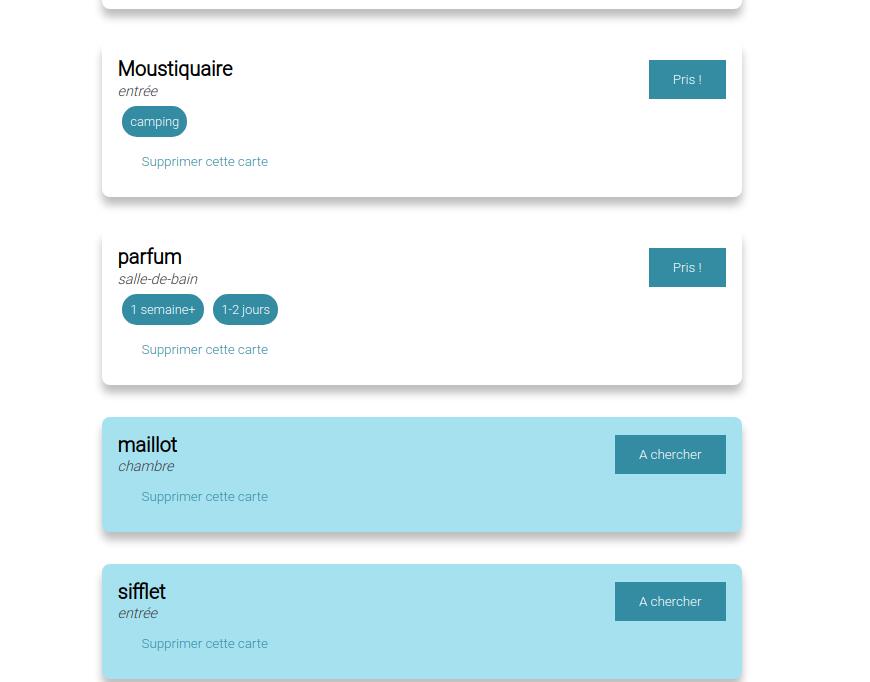 Moustiquaire
Pris !
entrée
camping
Supprimer cette carte
parfum
Pris !
salle-de-bain
1 semaine+ 1-2 jours
Supprimer cette carte
maillot
A chercher
chambre
Supprimer cette carte
sifflet
A chercher
entrée
Supprimer cette carte